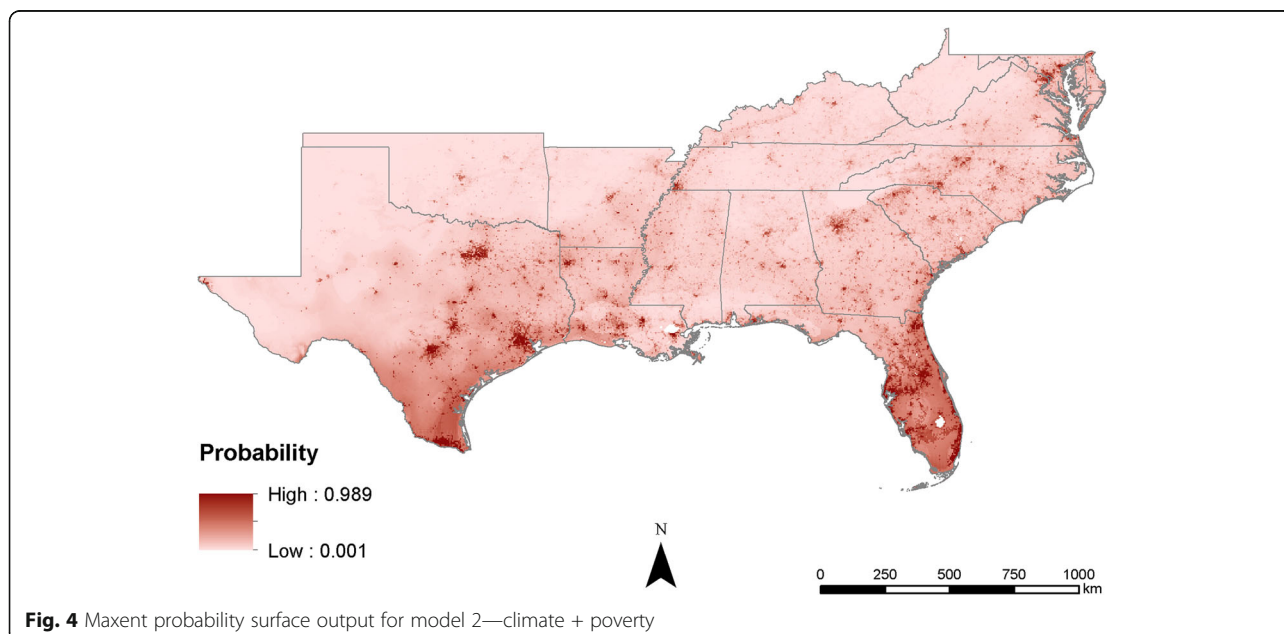 Probability
High : 0.989
Low : 0.001
N
0 250 500 750 1000
km
Fig. 4 Maxent probability surface output for model 2—climate + poverty